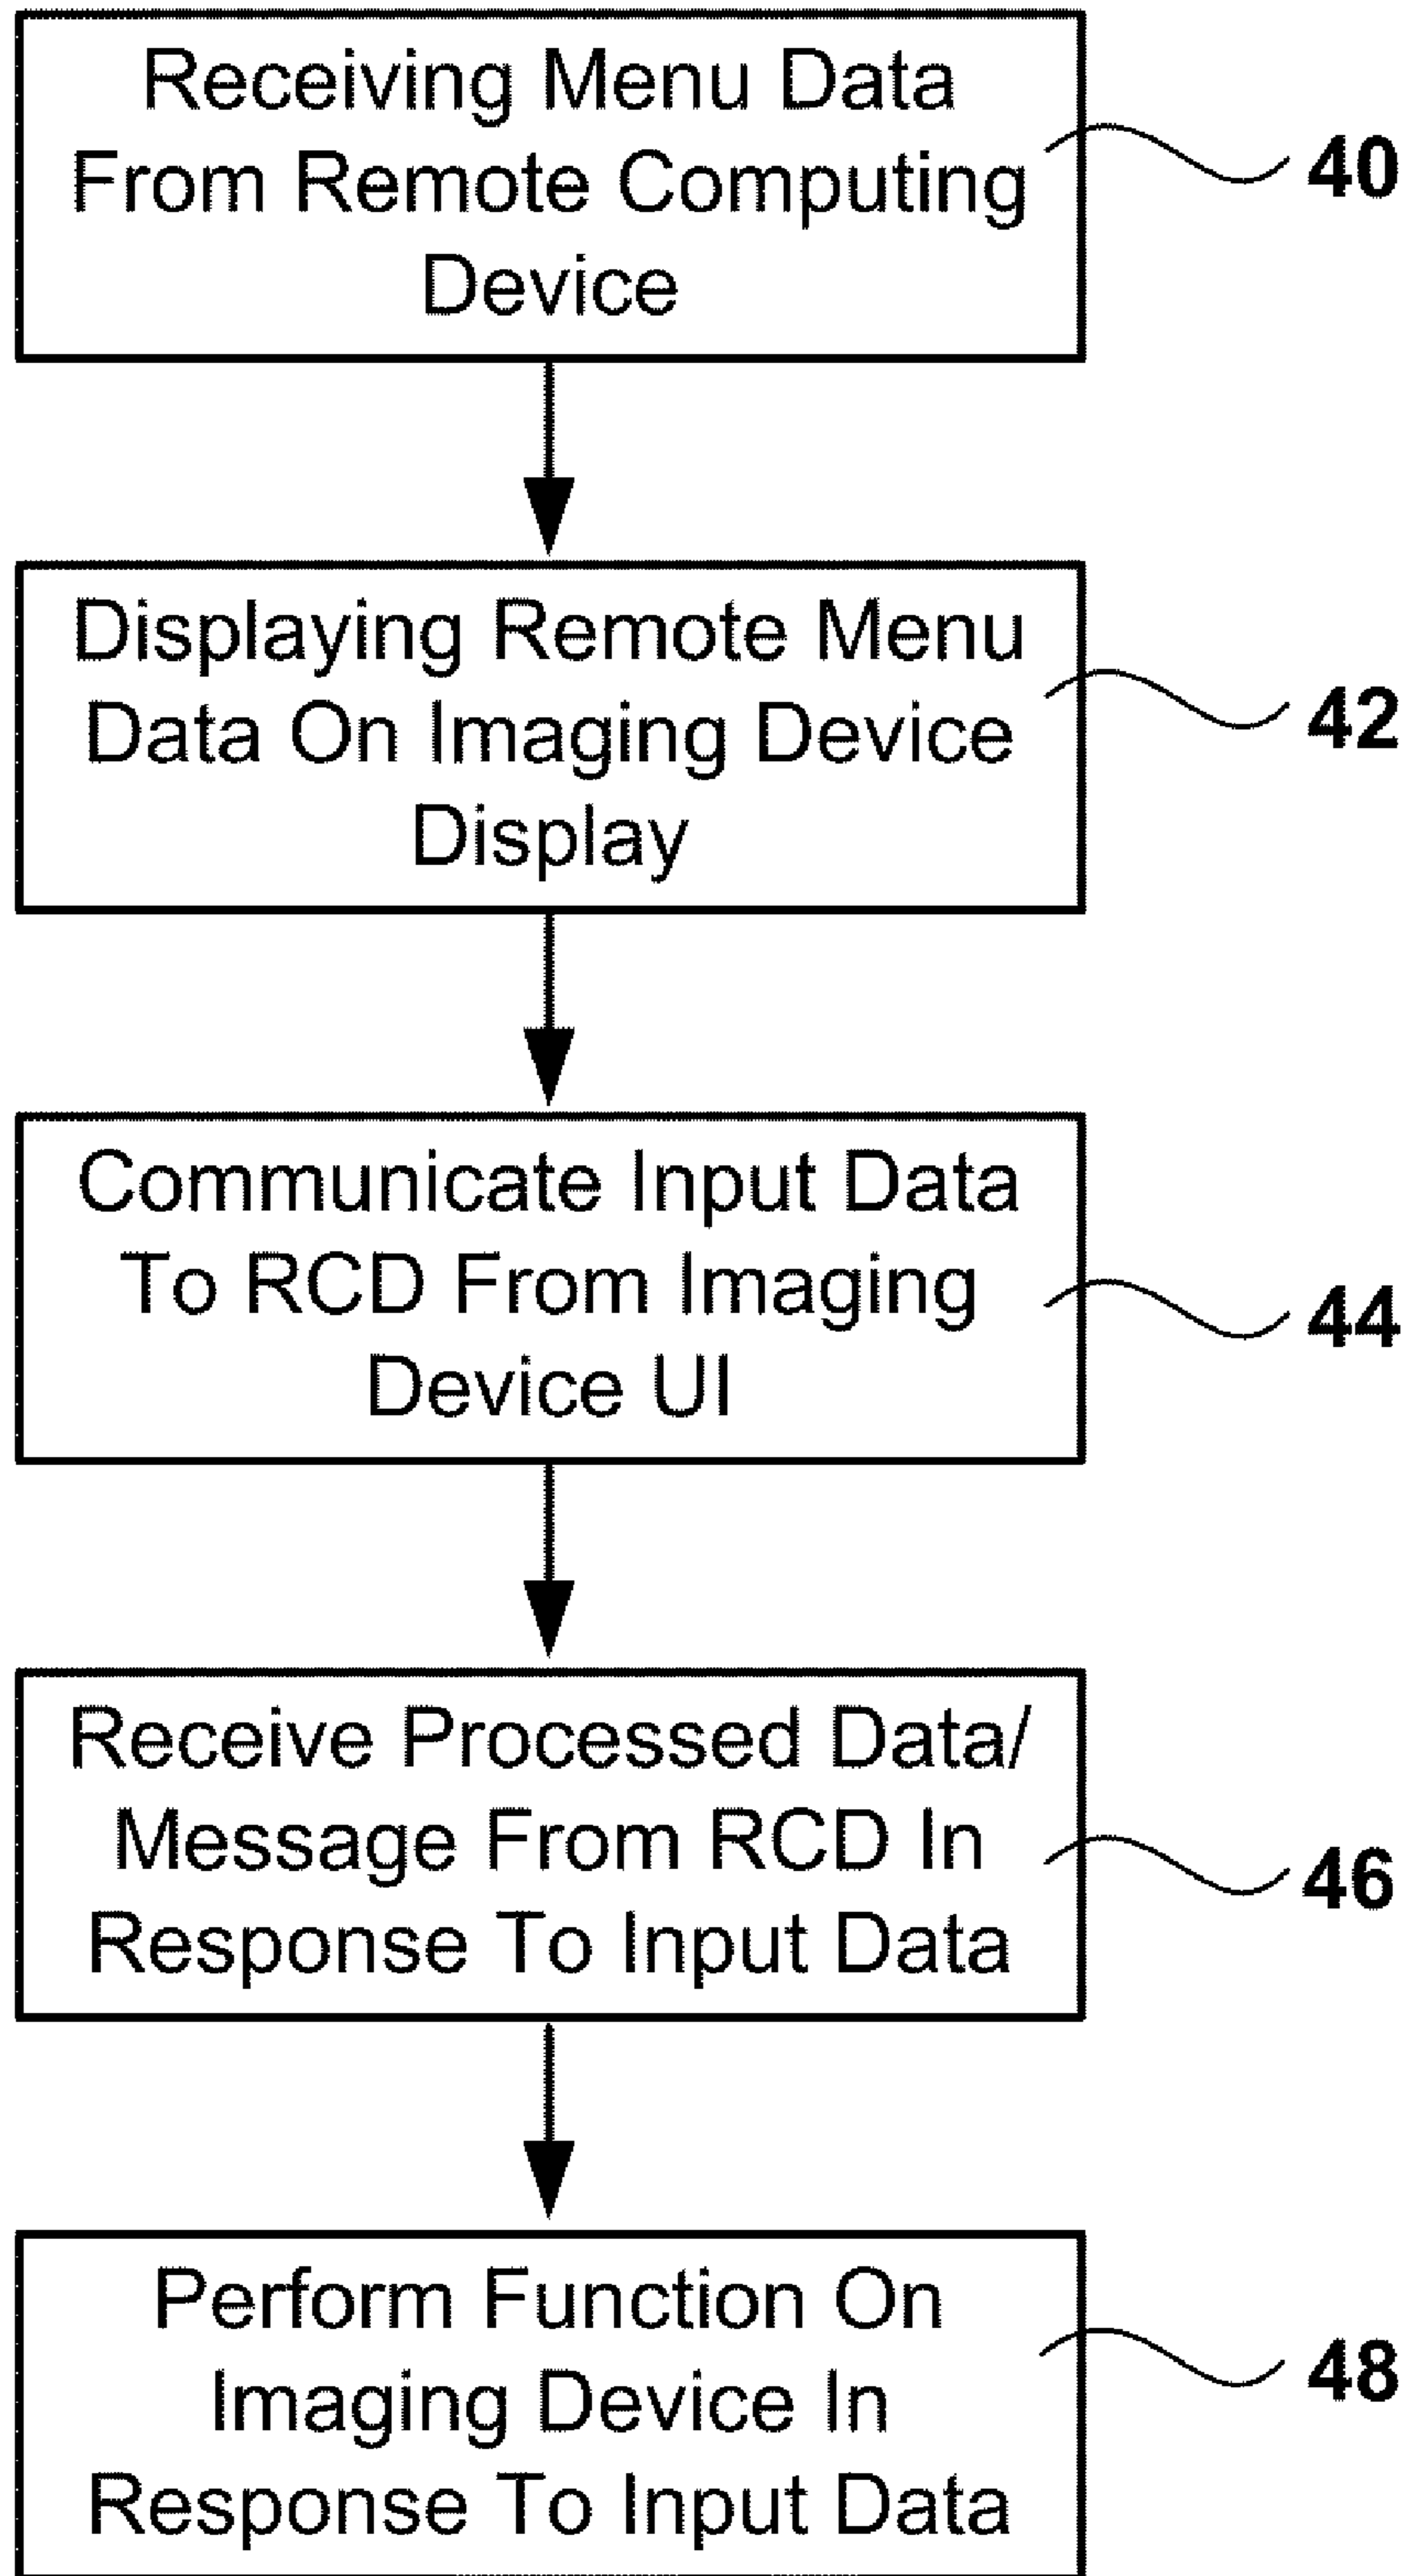 Receiving Menu Data
From Remote Computing
Device
40
Displaying Remote Menu
Data On Imaging Device
Display
42
Communicate Input Data
To RCD From Imaging
Device UI
44
Receive Processed Data/
Message From RCD In
Response To Input Data
46
Perform Function On
Imaging Device In
Response To Input Data
48